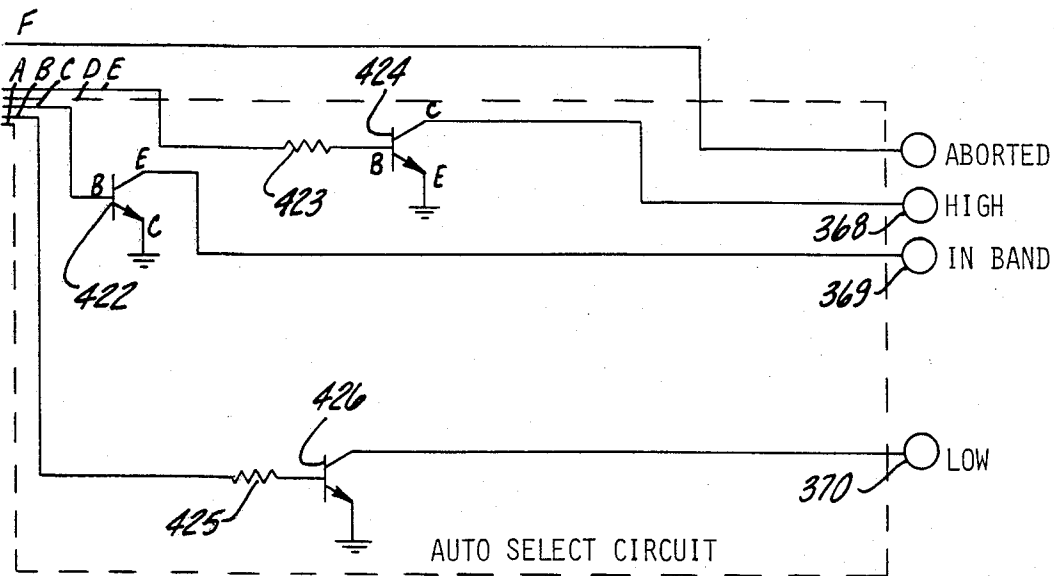 F
A B C D E
424
C
B
E
423
E
B
C
422
ABORTED
HIGH
368
IN BAND
369
426
LOW
370
425
AUTO SELECT CIRCUIT